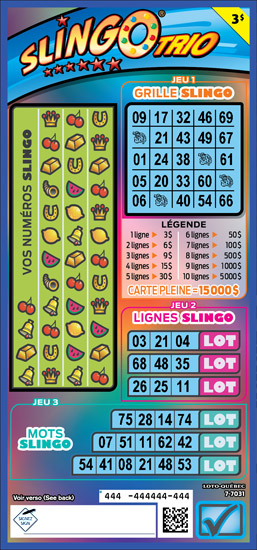 3$
SLINGO®
TRIO
JEU 1
GRILLE SLINGO
09 17 32 46 69
21 43 49 67
01 24 38 61
05 20 33 60
06 40 54 66
VOS NUMÉROS SLINGO
LÉGENDE
1 ligne 3$ 6 lignes 50$
2 lignes 5$ 7 lignes 100$
3 lignes 9$ 8 lignes 500$
4 lignes 15$ 9 lignes 1000$
5 lignes 30$ 10 lignes 5000$
CARTE PLEINE = 15 000 $
JEU 2
LIGNES SLINGO
03 21 04 LOT
68 48 35 LOT
26 25 11 LOT
JEU 3
MOTS
SLINGO
75 28 14 74 LOT
07 51 11 62 42 LOT
54 41 08 21 48 53 LOT
Voir verso (See back)
444 -444444-444
LOTO-QUÉBEC
7-7031
SIGNEZ
SIGN